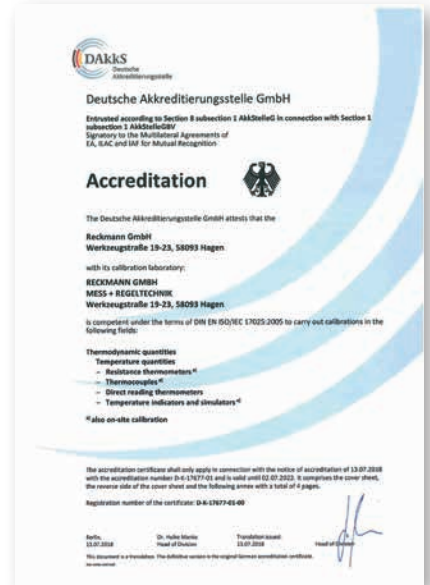 DAkkS
Deutsche
Akkreditierungsstelle
Deutsche Akkreditierungsstelle GmbH
Entrusted according to Section 8 subsection 1 AkkStelleG in connection with Section 1
subsection 1 AkkStelleGBV
Signatory to the Multilateral Agreements of
EA, ILAC and IAF for Mutual Recognition
Accreditation
The Deutsche Akkreditierungsstelle GmbH attests that the
Reckmann GmbH
Werkzeugstraße 19-23, 58093 Hagen
with its calibration laboratory:
RECKMANN GMBH
MESS + REGELTECHNIK
Werkzeugstraße 19-23, 58093 Hagen
is competent under the terms of DIN EN ISO/IEC 17025:2005 to carry out calibrations in the
following fields:
Thermodynamic quantities
Temperature quantities
– Resistance thermometers a)
– Thermocouples a)
– Direct reading thermometers
– Temperature indicators and simulators a)
a) also on-site calibration
The accreditation certificate shall only apply in connection with the notice of accreditation of 13.07.2018
with the accreditation number D-K-17677-01 and is valid until 02.07.2023. It comprises the cover sheet,
the reverse side of the cover sheet and the following annex with a total of 4 pages.
Registration number of the certificate: D-K-17677-01-00
Berlin,
13.07.2018
Dr. Heike Manke
Head of Division
Translation issued:
13.07.2018
Head of Division
This document is a translation. The definitive version is the original German accreditation certificate.